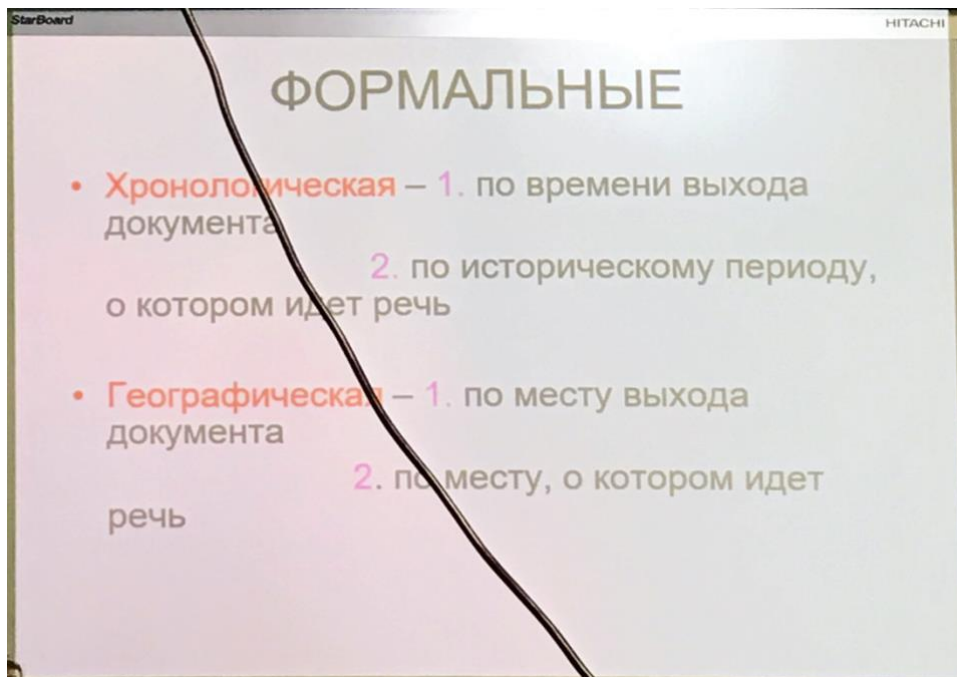 StarBoard
HITACHI
ФОРМАЛЬНЫЕ
• Хронологическая – 1. по времени выхода
документа
2. по историческому периоду,
о котором идет речь
• Географическая – 1. по месту выхода
документа
2. по месту, о котором идет
речь